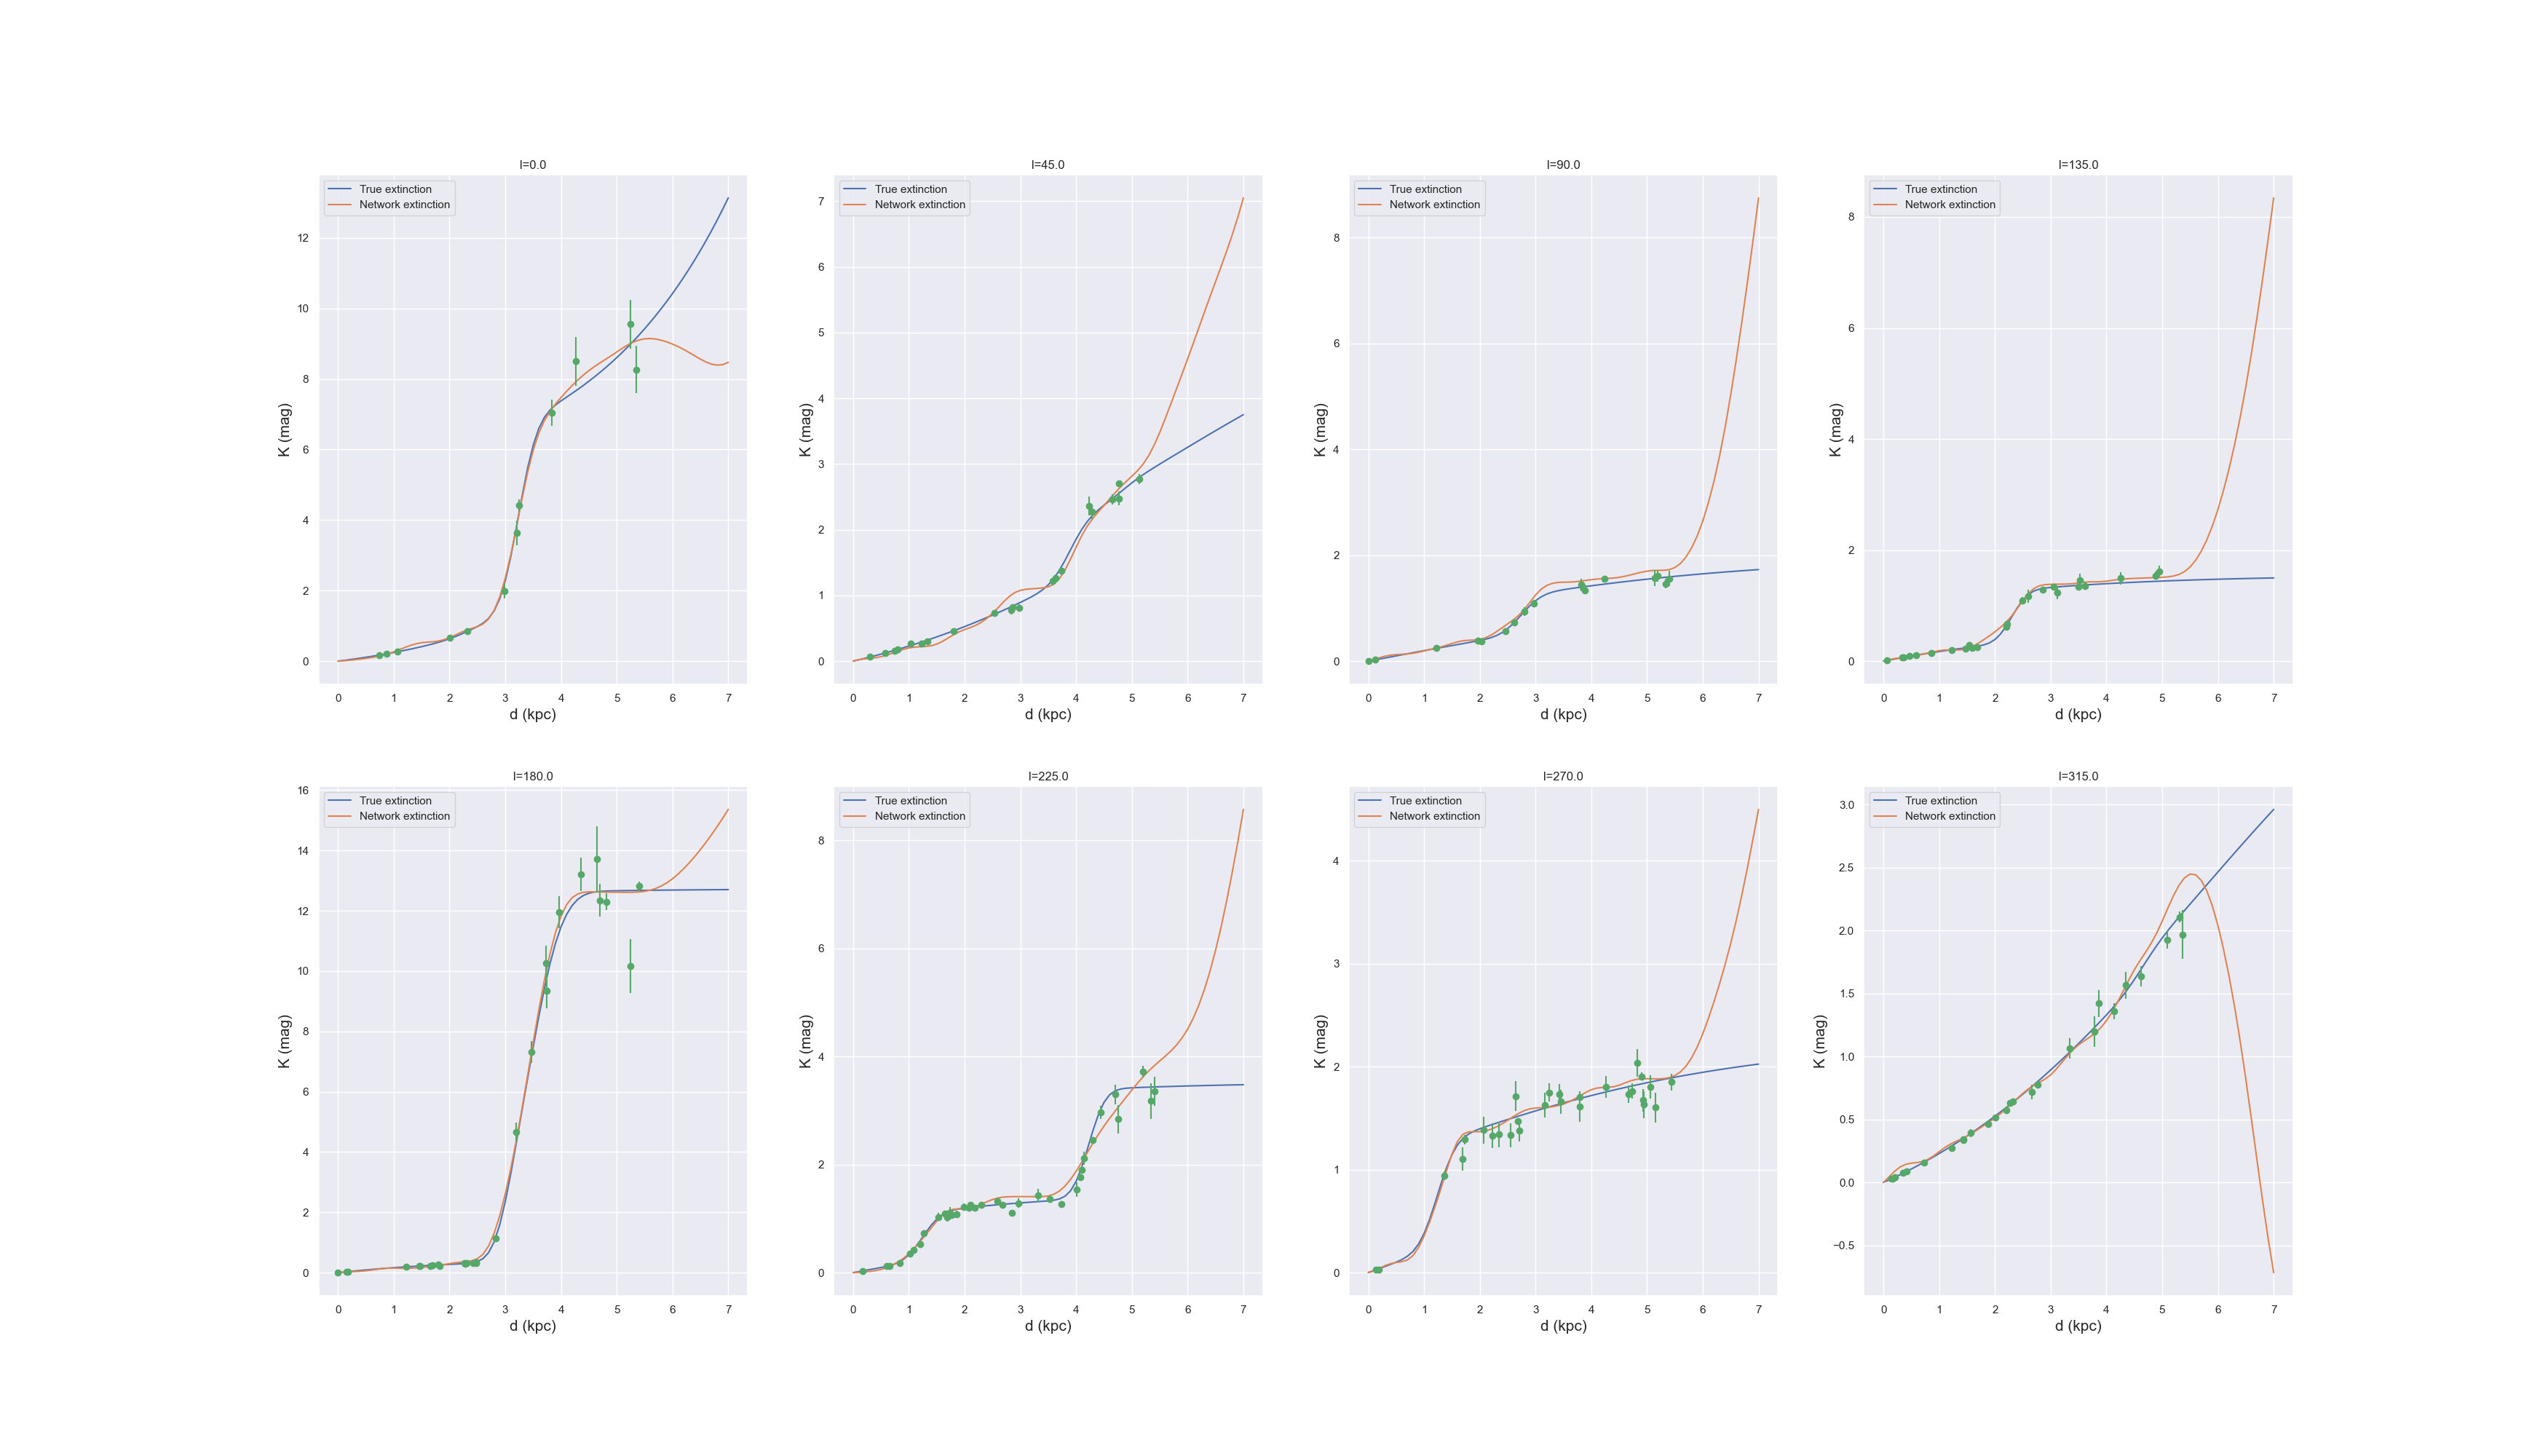 l=0.0
True extinction
Network extinction
12
10
8
6
4
2
0
K (mag)
0 1 2 3 4 5 6 7
d (kpc)
l=45.0
True extinction
Network extinction
7
6
5
4
3
2
1
0
K (mag)
0 1 2 3 4 5 6 7
d (kpc)
l=90.0
True extinction
Network extinction
8
6
4
2
0
K (mag)
0 1 2 3 4 5 6 7
d (kpc)
l=135.0
True extinction
Network extinction
8
6
4
2
0
K (mag)
0 1 2 3 4 5 6 7
d (kpc)
l=180.0
True extinction
Network extinction
16
14
12
10
8
6
4
2
0
K (mag)
0 1 2 3 4 5 6 7
d (kpc)
l=225.0
True extinction
Network extinction
8
6
4
2
0
K (mag)
0 1 2 3 4 5 6 7
d (kpc)
l=270.0
True extinction
Network extinction
4
3
2
1
0
K (mag)
0 1 2 3 4 5 6 7
d (kpc)
l=315.0
True extinction
Network extinction
3.0
2.5
2.0
1.5
1.0
0.5
0.0
−0.5
K (mag)
0 1 2 3 4 5 6 7
d (kpc)